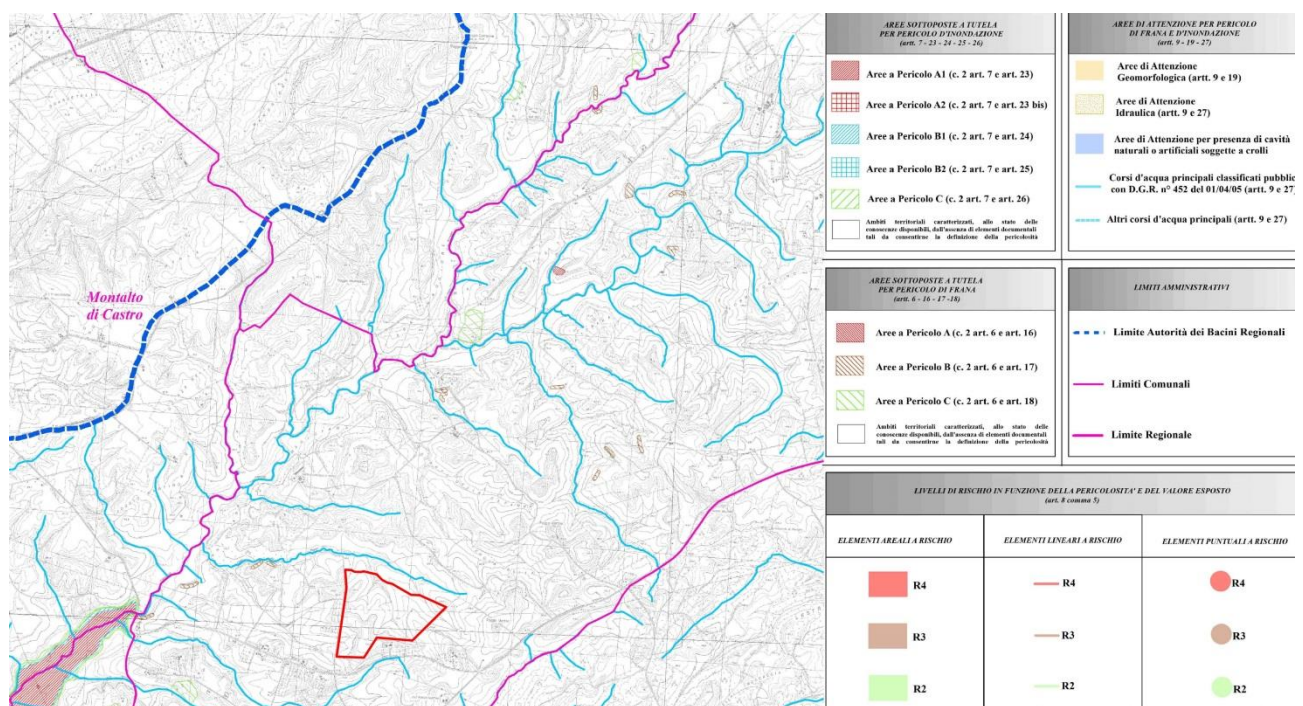 Montalto
di Castro
AREE SOTTOPOSTE A TUTELA
PER PERICOLO D'INONDAZIONE
(artt. 7 - 23 - 24 - 25 - 26)
Aree a Pericolo A1 (c. 2 art. 7 e art. 23)
Aree a Pericolo A2 (c. 2 art. 7 e art. 23 bis)
Aree a Pericolo B1 (c. 2 art. 7 e art. 24)
Aree a Pericolo B2 (c. 2 art. 7 e art. 25)
Aree a Pericolo C (c. 2 art. 7 e art. 26)
Ambiti territoriali caratterizzati, allo stato delle
conoscenze disponibili, dall'assenza di elementi documentali
tali da consentirne la definizione della pericolosità
AREE DI ATTENZIONE PER PERICOLO
DI FRANA E D'INONDAZIONE
(artt. 9 - 19 - 27)
Aree di Attenzione
Geomorfologica (artt. 9 e 19)
Aree di Attenzione
Idraulica (artt. 9 e 27)
Aree di Attenzione per presenza di cavità
naturali o artificiali soggette a crolli
Corsi d'acqua principali classificati pubblic
con D.G.R. n° 452 del 01/04/05 (artt. 9 e 27)
Altri corsi d'acqua principali (artt. 9 e 27)
AREE SOTTOPOSTE A TUTELA
PER PERICOLO DI FRANA
(artt. 6 - 16 - 17 -18)
Aree a Pericolo A (c. 2 art. 6 e art. 16)
Aree a Pericolo B (c. 2 art. 6 e art. 17)
Aree a Pericolo C (c. 2 art. 6 e art. 18)
Ambiti territoriali caratterizzati, allo stato delle
conoscenze disponibili, dall'assenza di elementi documentali
tali da consentirne la definizione della pericolosità
LIMITI AMMINISTRATIVI
Limite Autorità dei Bacini Regionali
Limiti Comunali
Limite Regionale
LIVELLI DI RISCHIO IN FUNZIONE DELLA PERICOLOSITA' E DEL VALORE ESPOSTO
(art. 8 comma 5)
ELEMENTI AREALI A RISCHIO
ELEMENTI LINEARI A RISCHIO
ELEMENTI PUNTUALI A RISCHIO
R4
R4
R4
R3
R3
R3
R2
R2
R2